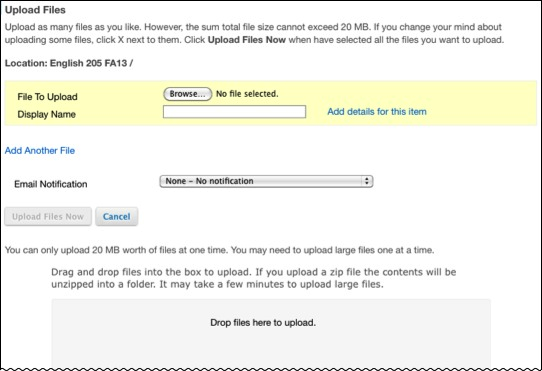 Upload Files
Upload as many files as you like. However, the sum total file size cannot exceed 20 MB. If you change your mind about
uploading some files, click X next to them. Click Upload Files Now when have selected all the files you want to upload.
Location: English 205 FA13 /
File To Upload Browse... No file selected.
Display Name Add details for this item
Add Another File
Email Notification None – No notification
Upload Files Now Cancel
You can only upload 20 MB worth of files at one time. You may need to upload large files one at a time.
Drag and drop files into the box to upload. If you upload a zip file the contents will be
unzipped into a folder. It may take a few minutes to upload large files.
Drop files here to upload.